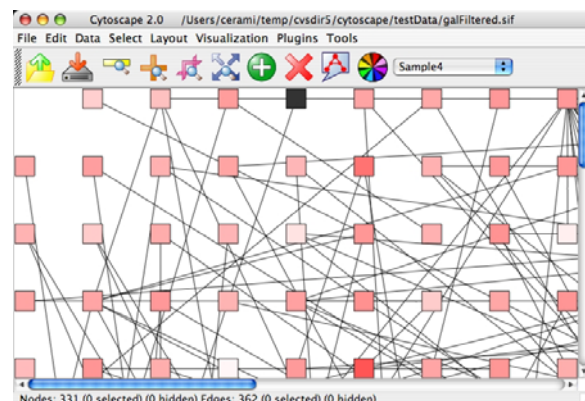 Cytoscape 2.0 /Users/cerami/temp/cvsdir5/cytoscape/testData/galFiltered.sif
File Edit Data Select Layout Visualization Plugins Tools
Sample4
Nodes: 331 (0 selected) (0 hidden) Edges: 362 (0 selected) (0 hidden)